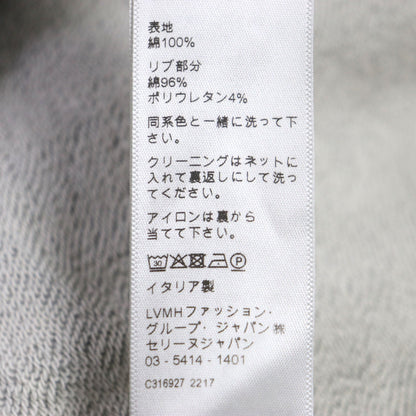 表地
綿100%
リブ部分
綿96%
ポリウレタン4%
同系色と一緒に洗って下
さい。
クリーニングはネットに
入れて裏返しにして洗っ
てください。
アイロンは裏から
当てて下さい。
30 P
イタリア製
LVMHファッション・
グループ・ジャパン㈱
セリーヌジャパン
03 - 5414 - 1401
C316927 2217